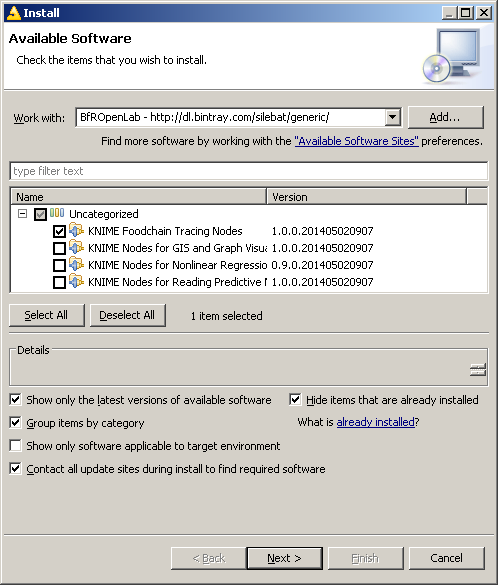 Install
Available Software
Check the items that you wish to install.
Work with: BfROpenLab - http://dl.bintray.com/silebat/generic/ Add...
Find more software by working with the "Available Software Sites" preferences.
type filter text
Name Version
Uncategorized
KNIME Foodchain Tracing Nodes 1.0.0.201405020907
KNIME Nodes for GIS and Graph Visua 1.0.0.201405020907
KNIME Nodes for Nonlinear Regressio 0.9.0.201405020907
KNIME Nodes for Reading Predictive 1.0.0.201405020907
Select All Deselect All 1 item selected
Details
Show only the latest versions of available software Hide items that are already installed
Group items by category What is already installed?
Show only software applicable to target environment
Contact all update sites during install to find required software
< Back Next > Finish Cancel